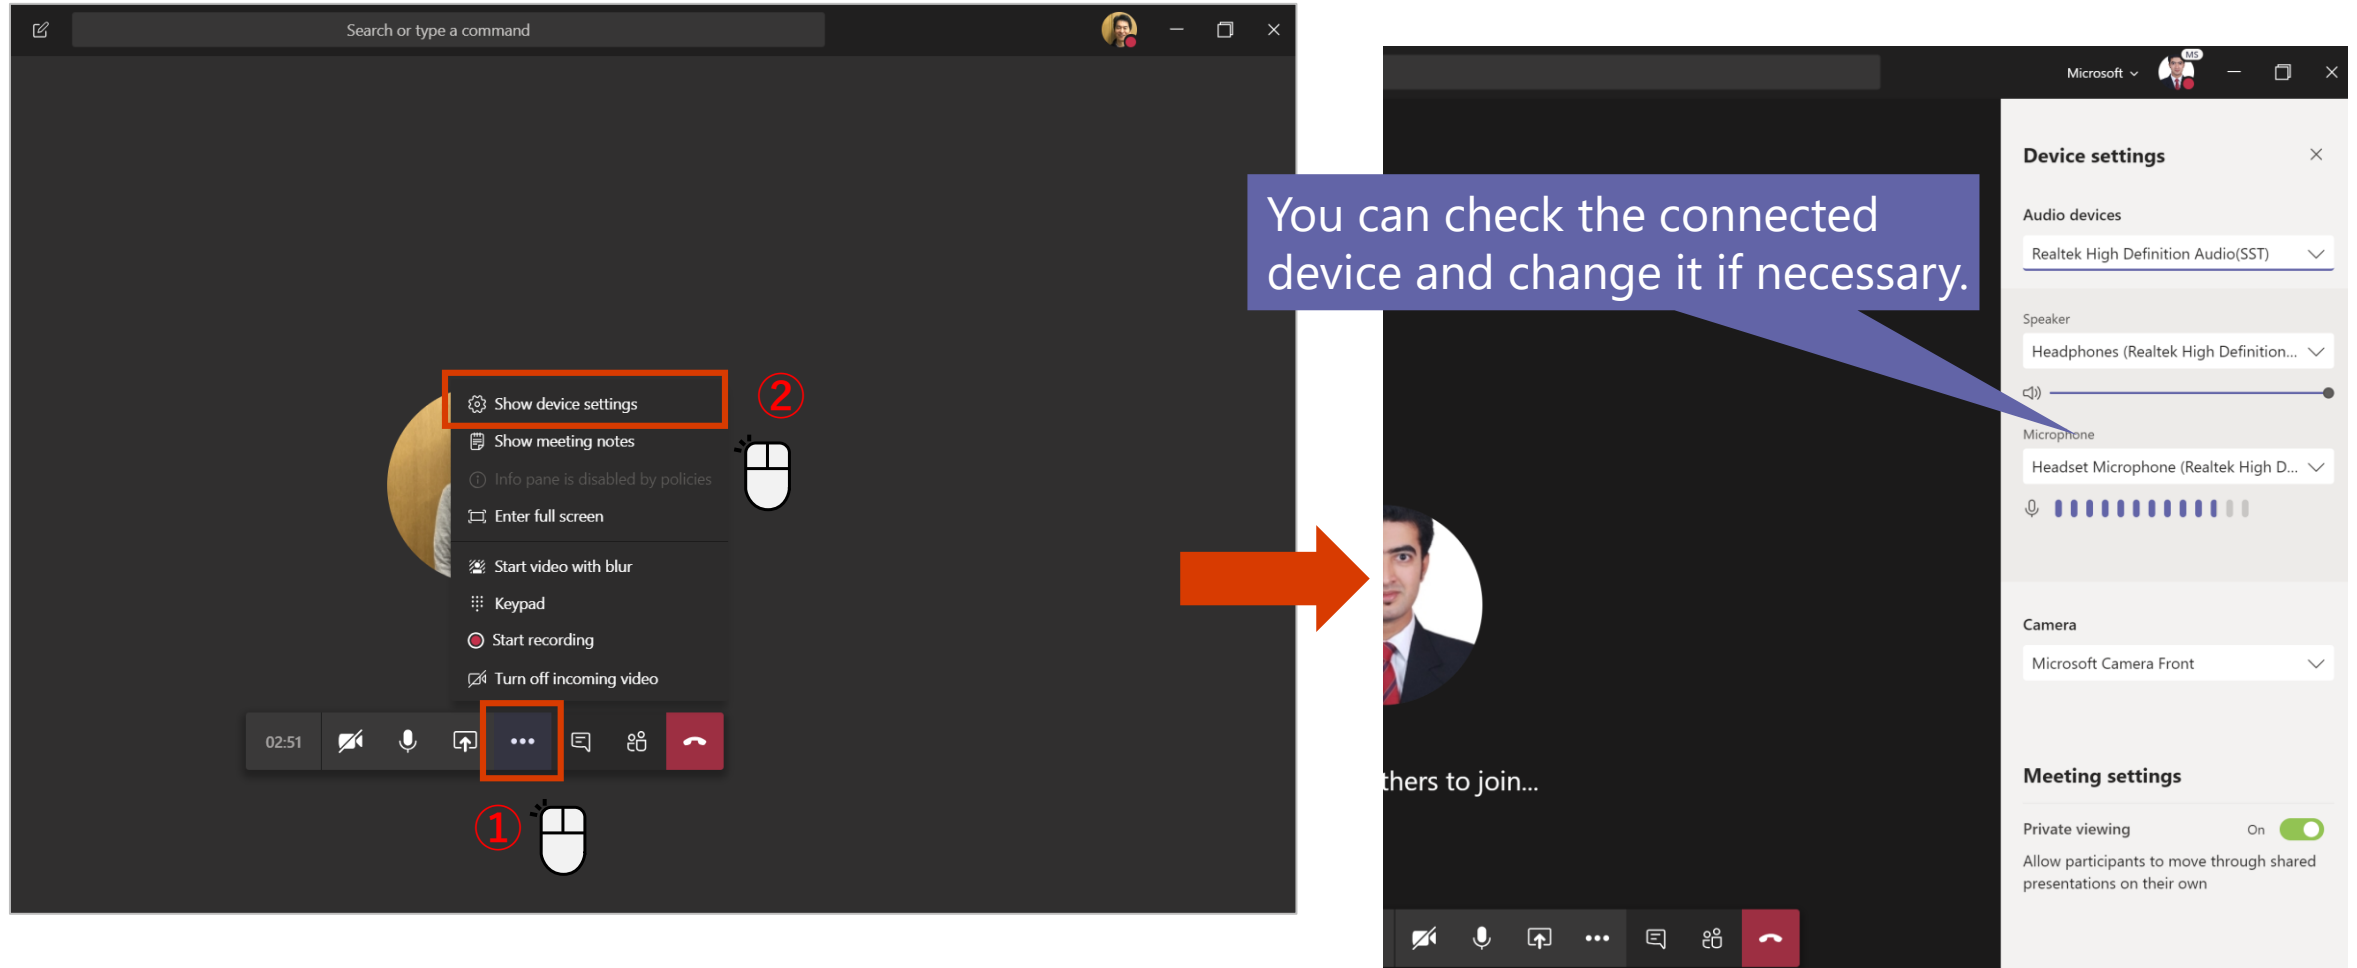 Search or type a command
②
Show device settings
Show meeting notes
Info pane is disabled by policies
Enter full screen
Start video with blur
Keypad
Start recording
Turn off incoming video
02:51
①
Microsoft
MS
You can check the connected
device and change it if necessary.
thers to join...
Device settings
Audio devices
Realtek High Definition Audio(SST)
Speaker
Headphones (Realtek High Definition...
Microphone
Headset Microphone (Realtek High D...
Camera
Microsoft Camera Front
Meeting settings
Private viewing On
Allow participants to move through shared
presentations on their own